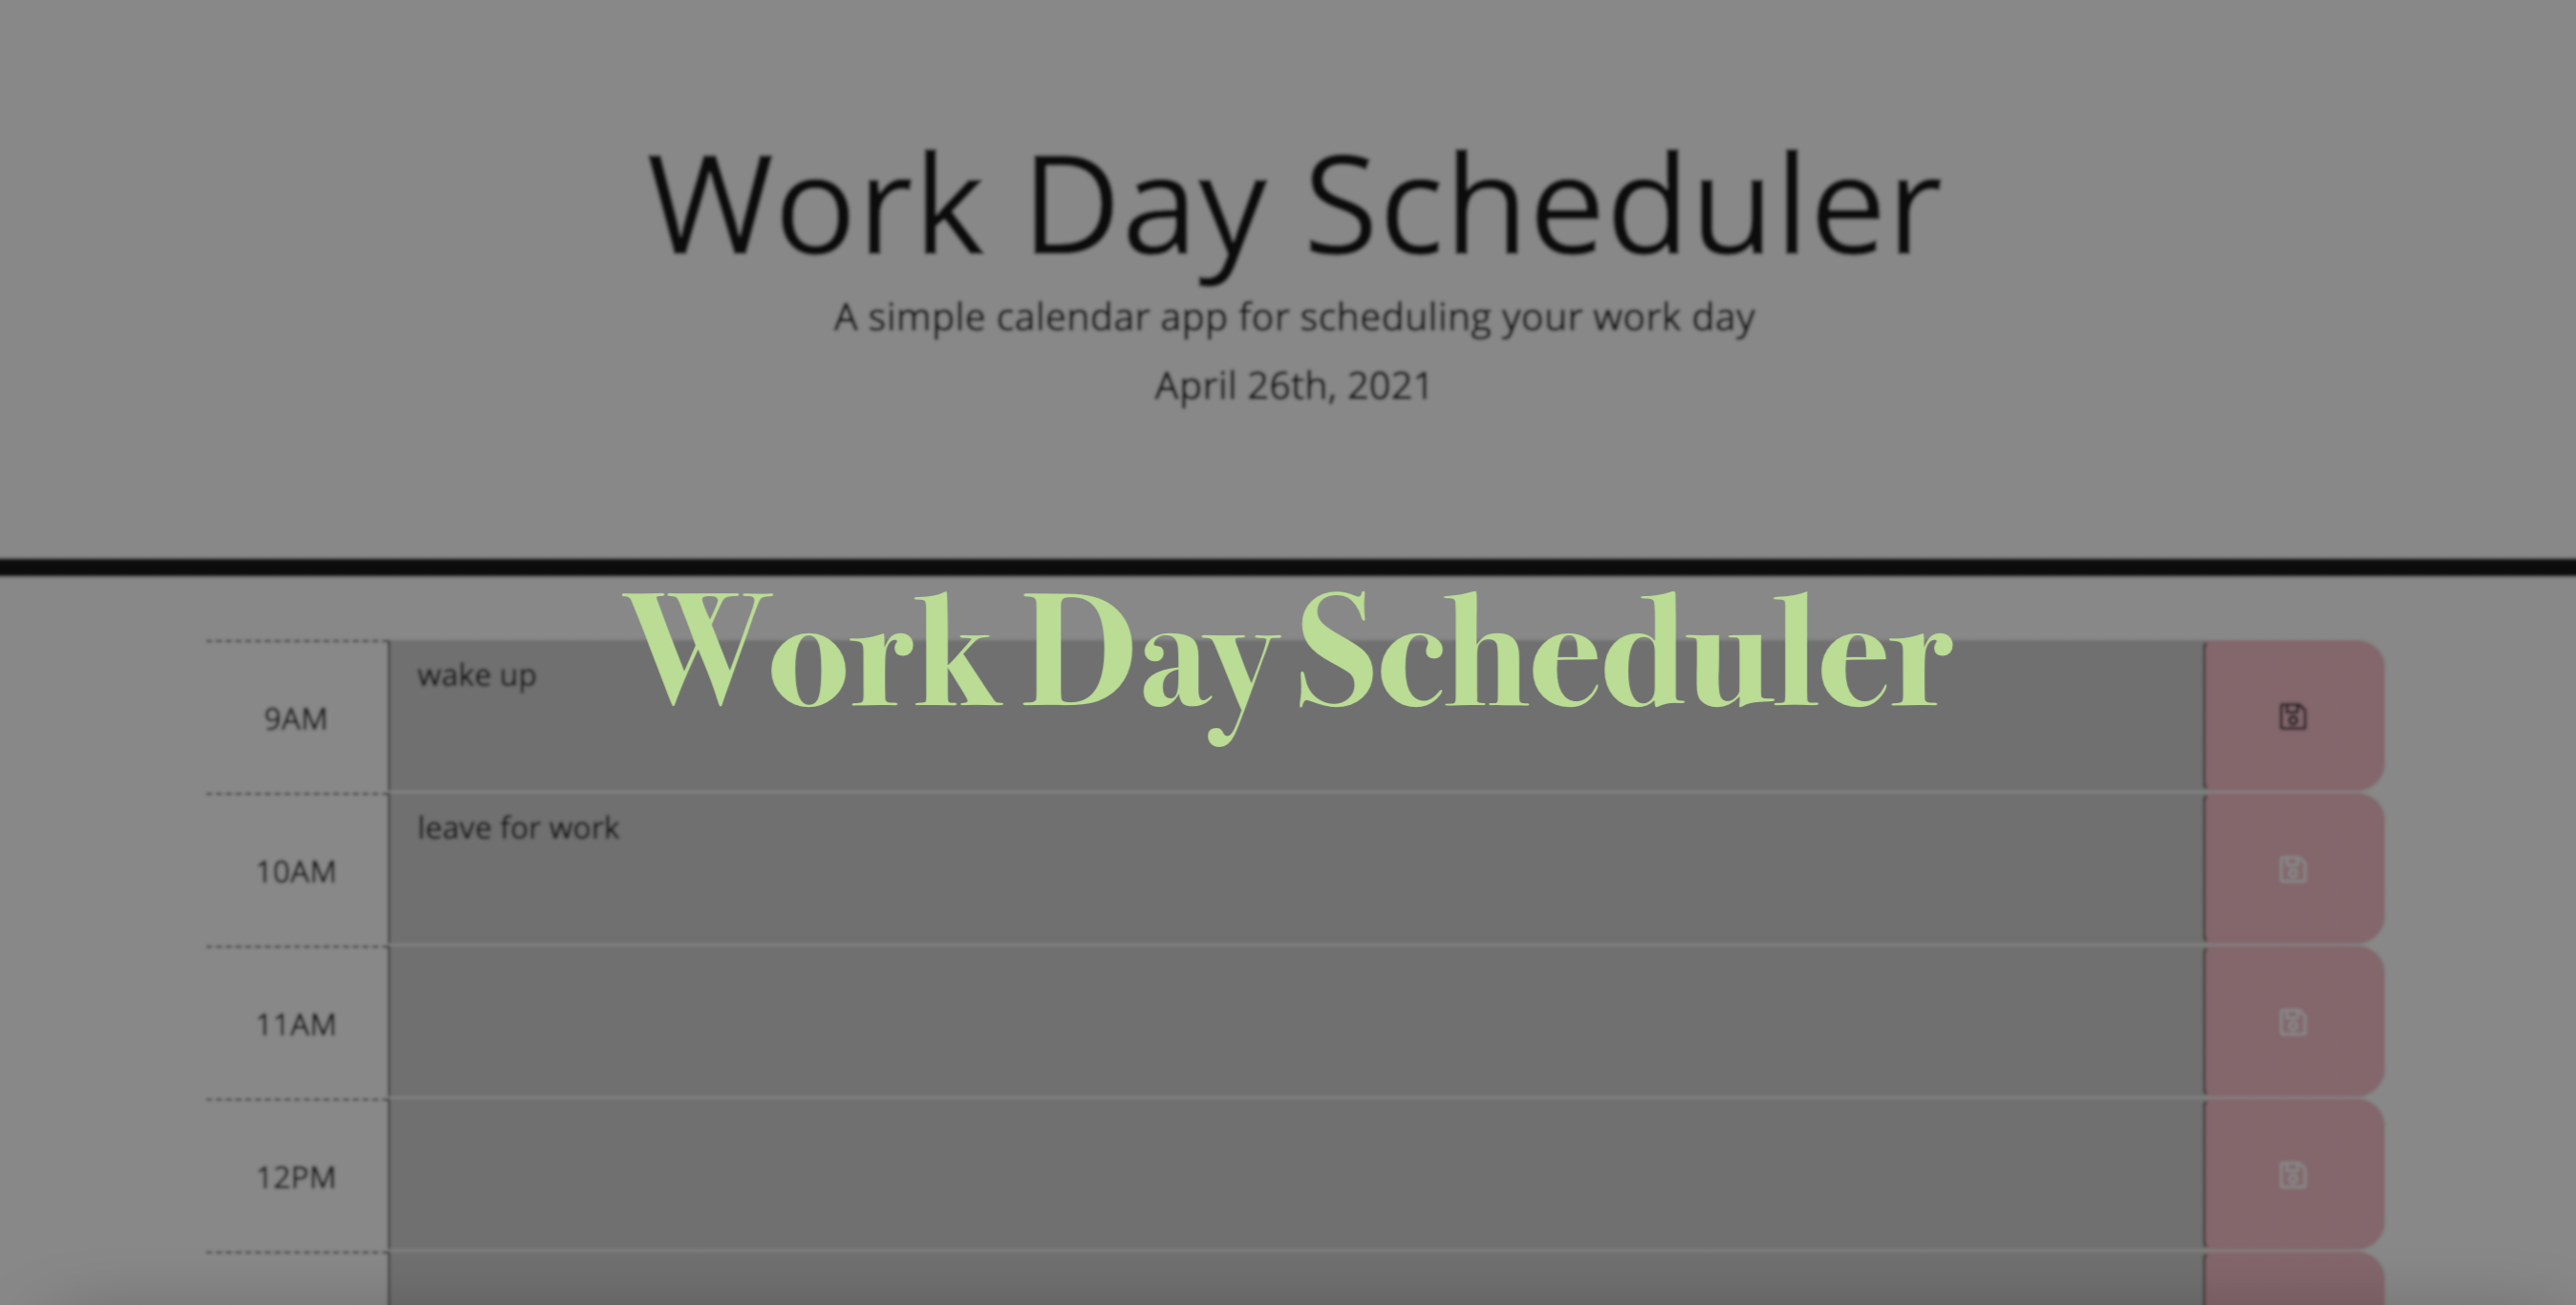 Work Day Scheduler
A simple calendar app for scheduling your work day
April 26th, 2021
Work Day Scheduler
9AM wake up
10AM leave for work
11AM
12PM